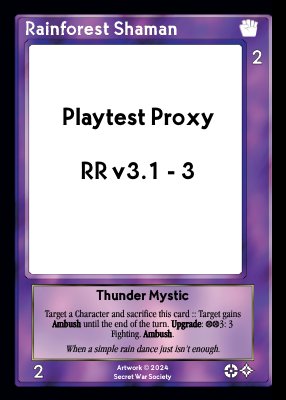 Rainforest Shaman
2
Playtest Proxy
RR v3.1 - 3
Thunder Mystic
Target a Character and sacrifice this card :: Target gains
Ambush until the end of the turn. Upgrade: 3: 3
Fighting, Ambush.
When a simple rain dance just isn't enough.
2
Artwork © 2024
Secret War Society